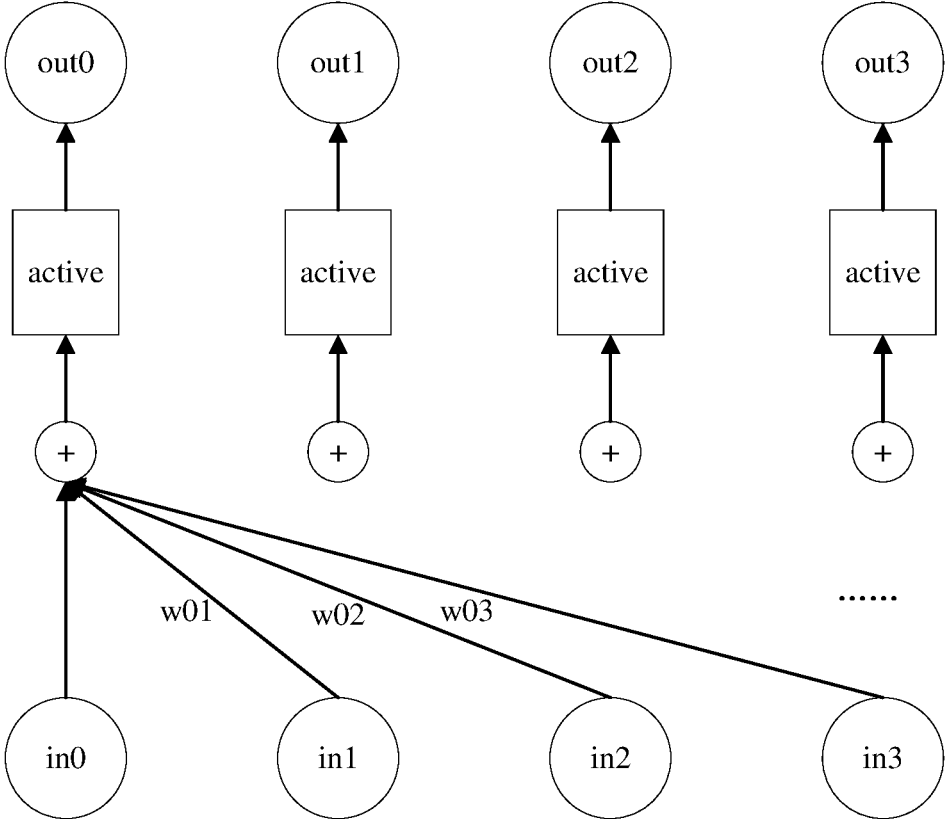 out0 out1 out2 out3
active active active active
+ + + +
w01 w02 w03 ......
in0 in1 in2 in3